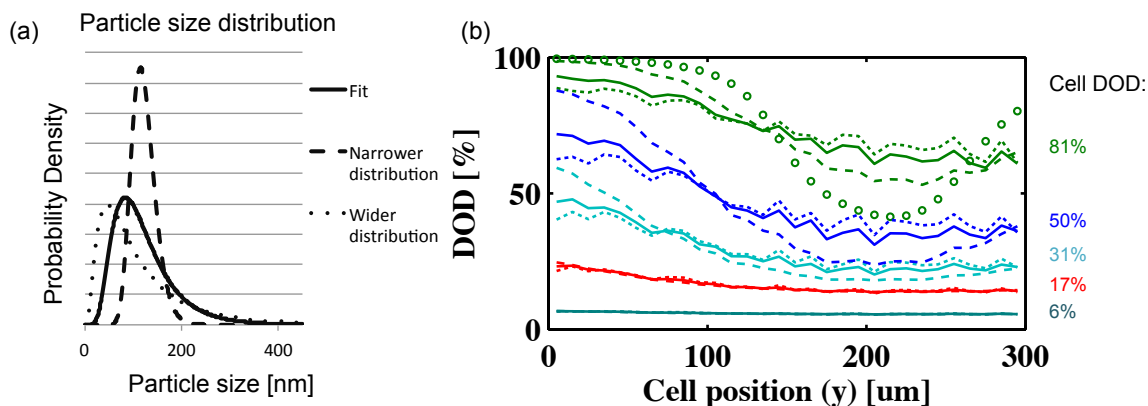 (a)
Particle size distribution
Probability Density
Fit
Narrower
distribution
Wider
distribution
0
200
400
Particle size [nm]
(b)
DOD [%]
100
50
0
0
100
200
300
Cell position (y) [um]
Cell DOD:
81%
50%
31%
17%
6%